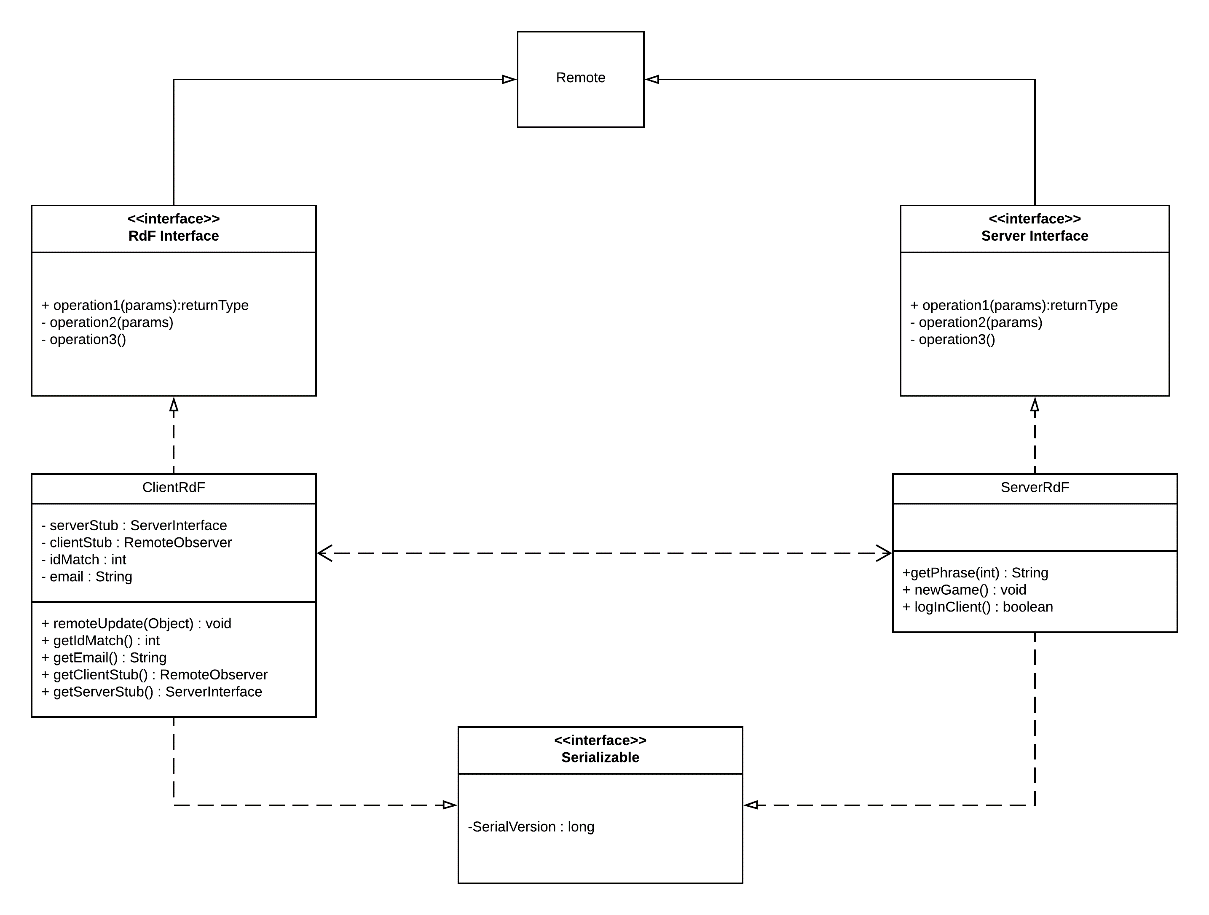 Remote
<<interface>>
RdF Interface
+ operation1(params):returnType
- operation2(params)
- operation3()
<<interface>>
Server Interface
+ operation1(params):returnType
- operation2(params)
- operation3()
ClientRdF
- serverStub : ServerInterface
- clientStub : RemoteObserver
- idMatch : int
- email : String
+ remoteUpdate(Object) : void
+ getIdMatch() : int
+ getEmail() : String
+ getClientStub() : RemoteObserver
+ getServerStub() : ServerInterface
ServerRdF
+getPhrase(int) : String
+ newGame() : void
+ logInClient() : boolean
<<interface>>
Serializable
-SerialVersion : long